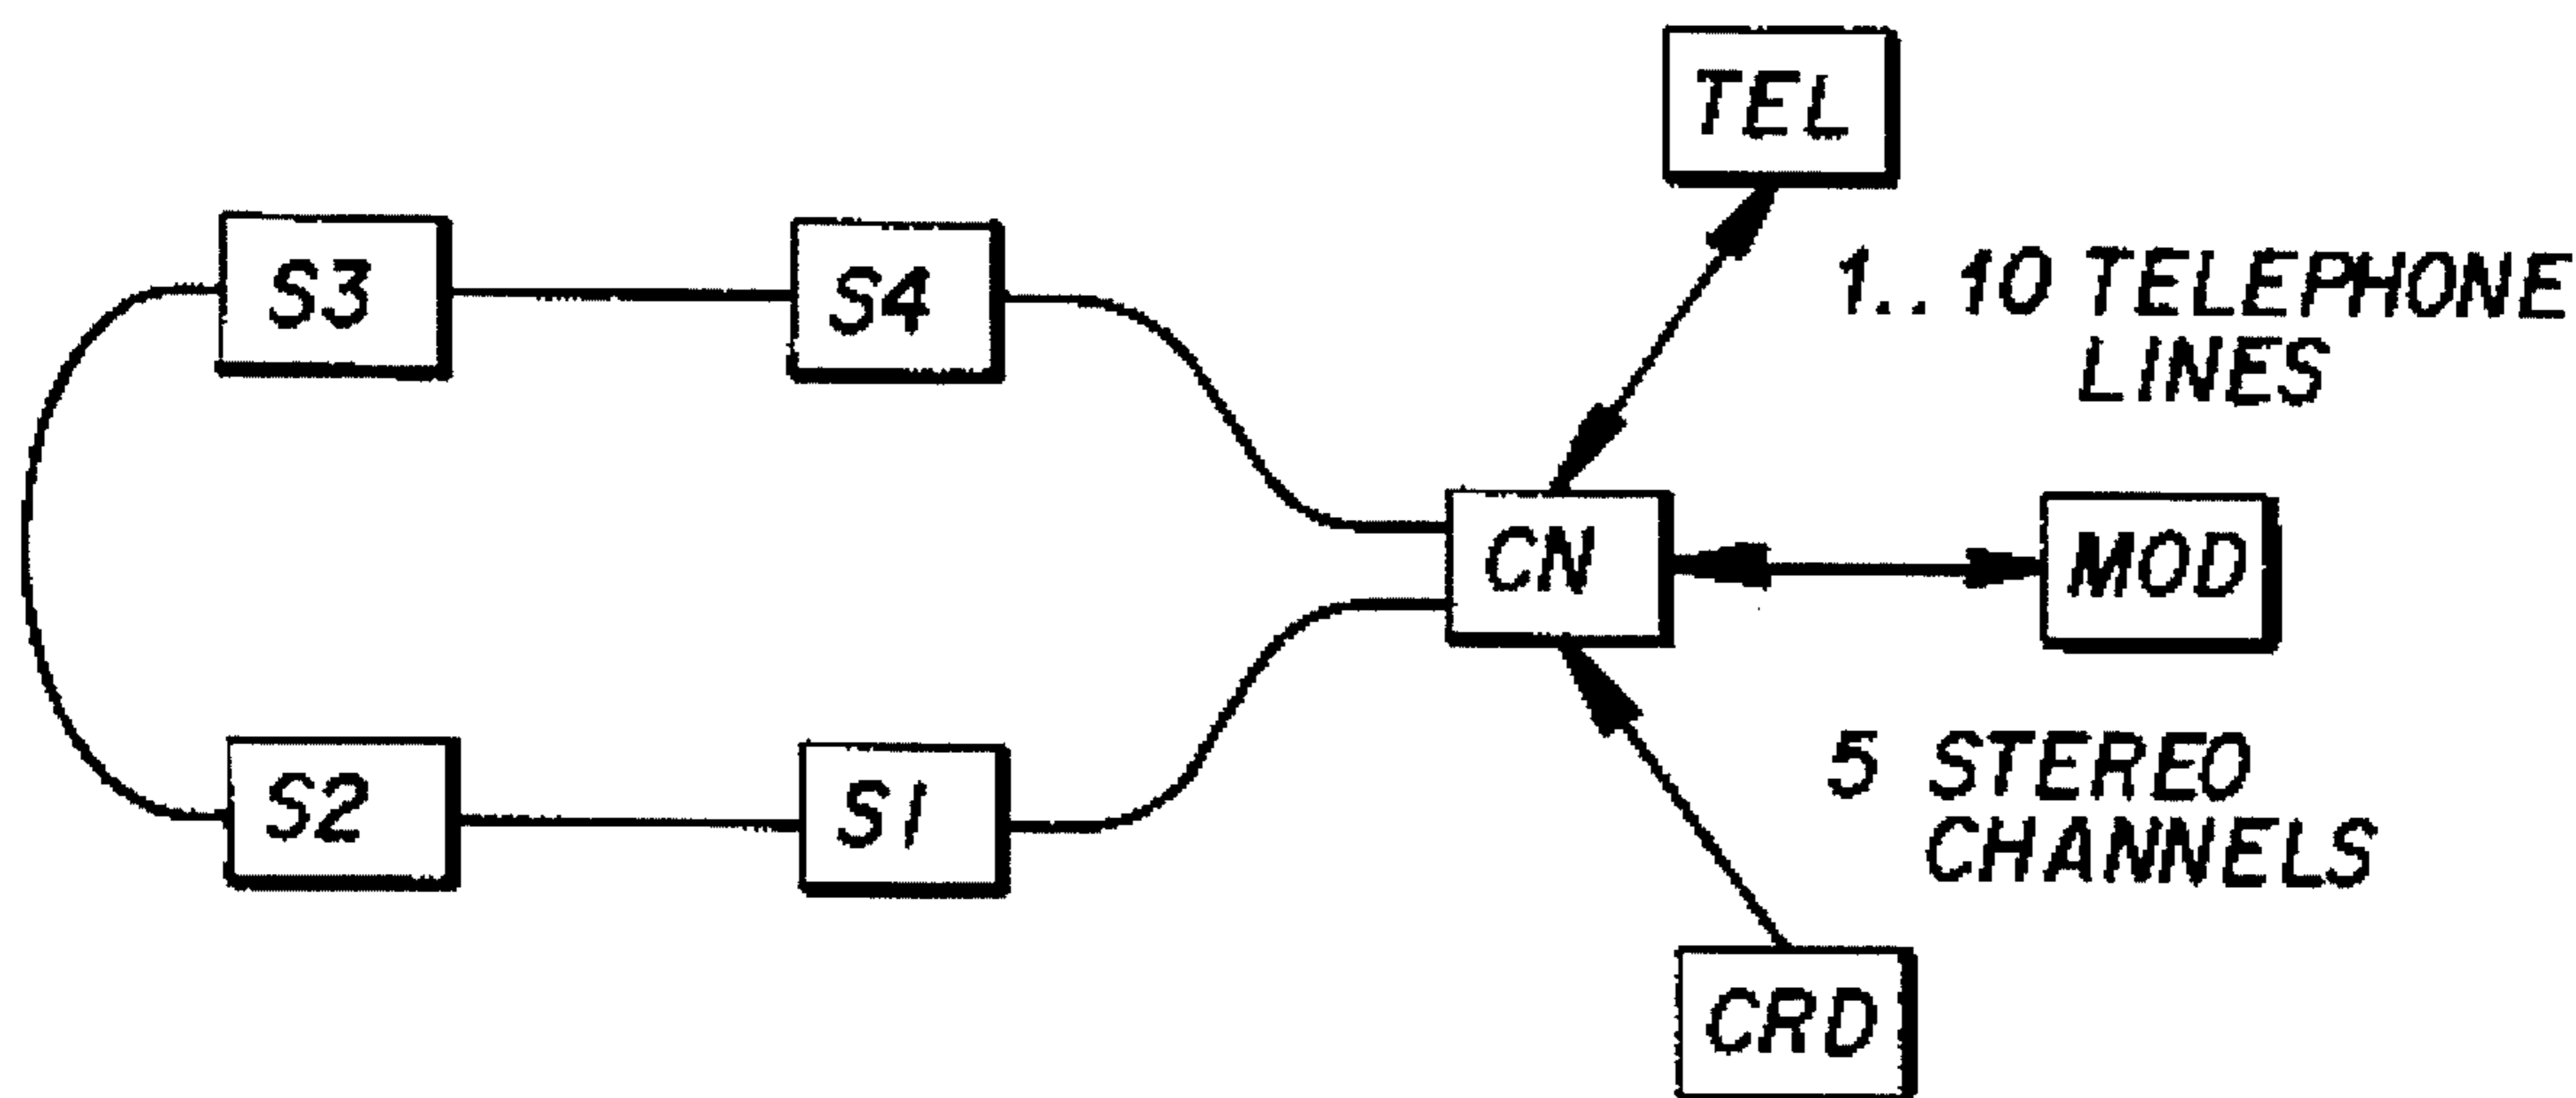 TEL
1..10 TELEPHONE
LINES
S3
S4
CN
MOD
5 STEREO
CHANNELS
S2
S1
CRD